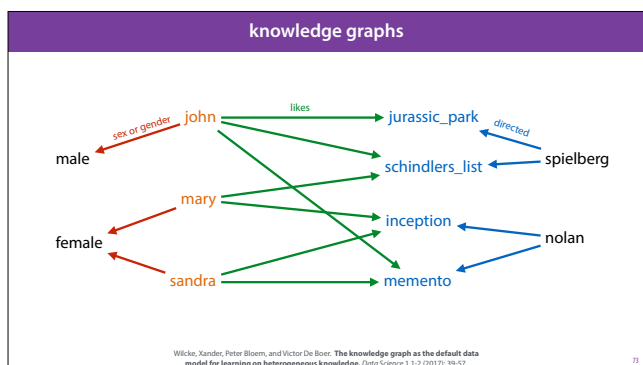 knowledge graphs
likes
sex or gender
john
jurassic_park
directed
male
spielberg
schindlers_list
mary
inception
female
nolan
sandra
memento
Wilcke, Xander, Peter Bloem, and Victor De Boer. The knowledge graph as the default data
model for learning on heterogeneous knowledge. Data Science 1.1-2 (2017): 39-57.
73